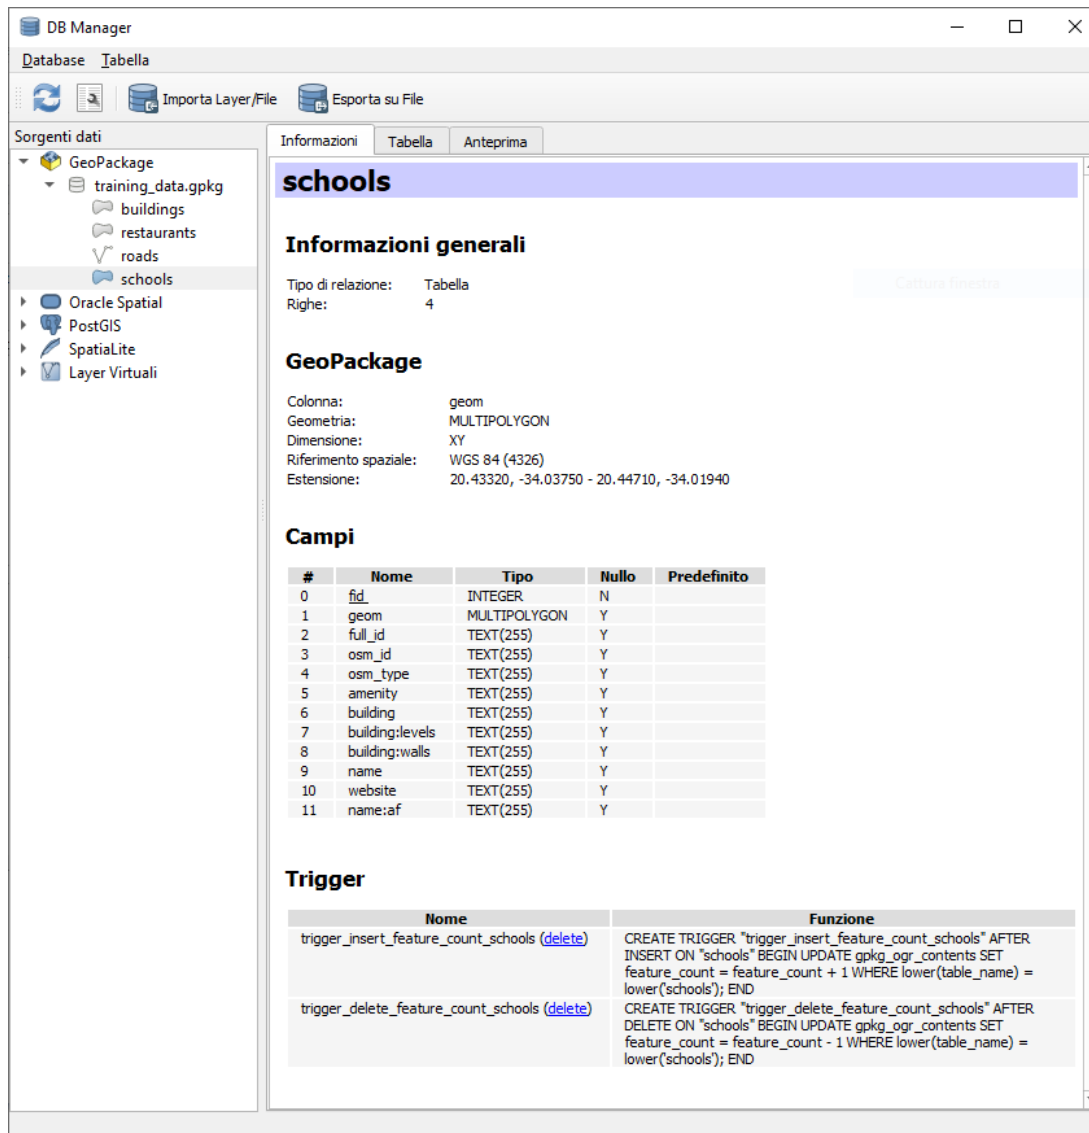 DB Manager
Database Tabella
Importa Layer/File Esporta su File
Sorgenti dati
GeoPackage
training_data.gpkg
buildings
restaurants
roads
schools
Oracle Spatial
PostGIS
SpatiaLite
Layer Virtuali
Informazioni Tabella Anteprima
schools
Informazioni generali
Tipo di relazione: Tabella
Righe: 4
Cattura Finestra
GeoPackage
Colonna: geom
Geometria: MULTIPOLYGON
Dimensione: XY
Riferimento spaziale: WGS 84 (4326)
Estensione: 20.43320, -34.03750 - 20.44710, -34.01940
Campi
# Nome Tipo Nullo Predefinito
0 fid INTEGER N
1 geom MULTIPOLYGON Y
2 full_id TEXT(255) Y
3 osm_id TEXT(255) Y
4 osm_type TEXT(255) Y
5 amenity TEXT(255) Y
6 building TEXT(255) Y
7 building:levels TEXT(255) Y
8 building:walls TEXT(255) Y
9 name TEXT(255) Y
10 website TEXT(255) Y
11 name:af TEXT(255) Y
Trigger
Nome Funzione
trigger_insert_feature_count_schools (delete) CREATE TRIGGER "trigger_insert_feature_count_schools" AFTER
INSERT ON "schools" BEGIN UPDATE gpkg_ogr_contents SET
feature_count = feature_count + 1 WHERE lower(table_name) =
lower('schools'); END
trigger_delete_feature_count_schools (delete) CREATE TRIGGER "trigger_delete_feature_count_schools" AFTER
DELETE ON "schools" BEGIN UPDATE gpkg_ogr_contents SET
feature_count = feature_count - 1 WHERE lower(table_name) =
lower('schools'); END